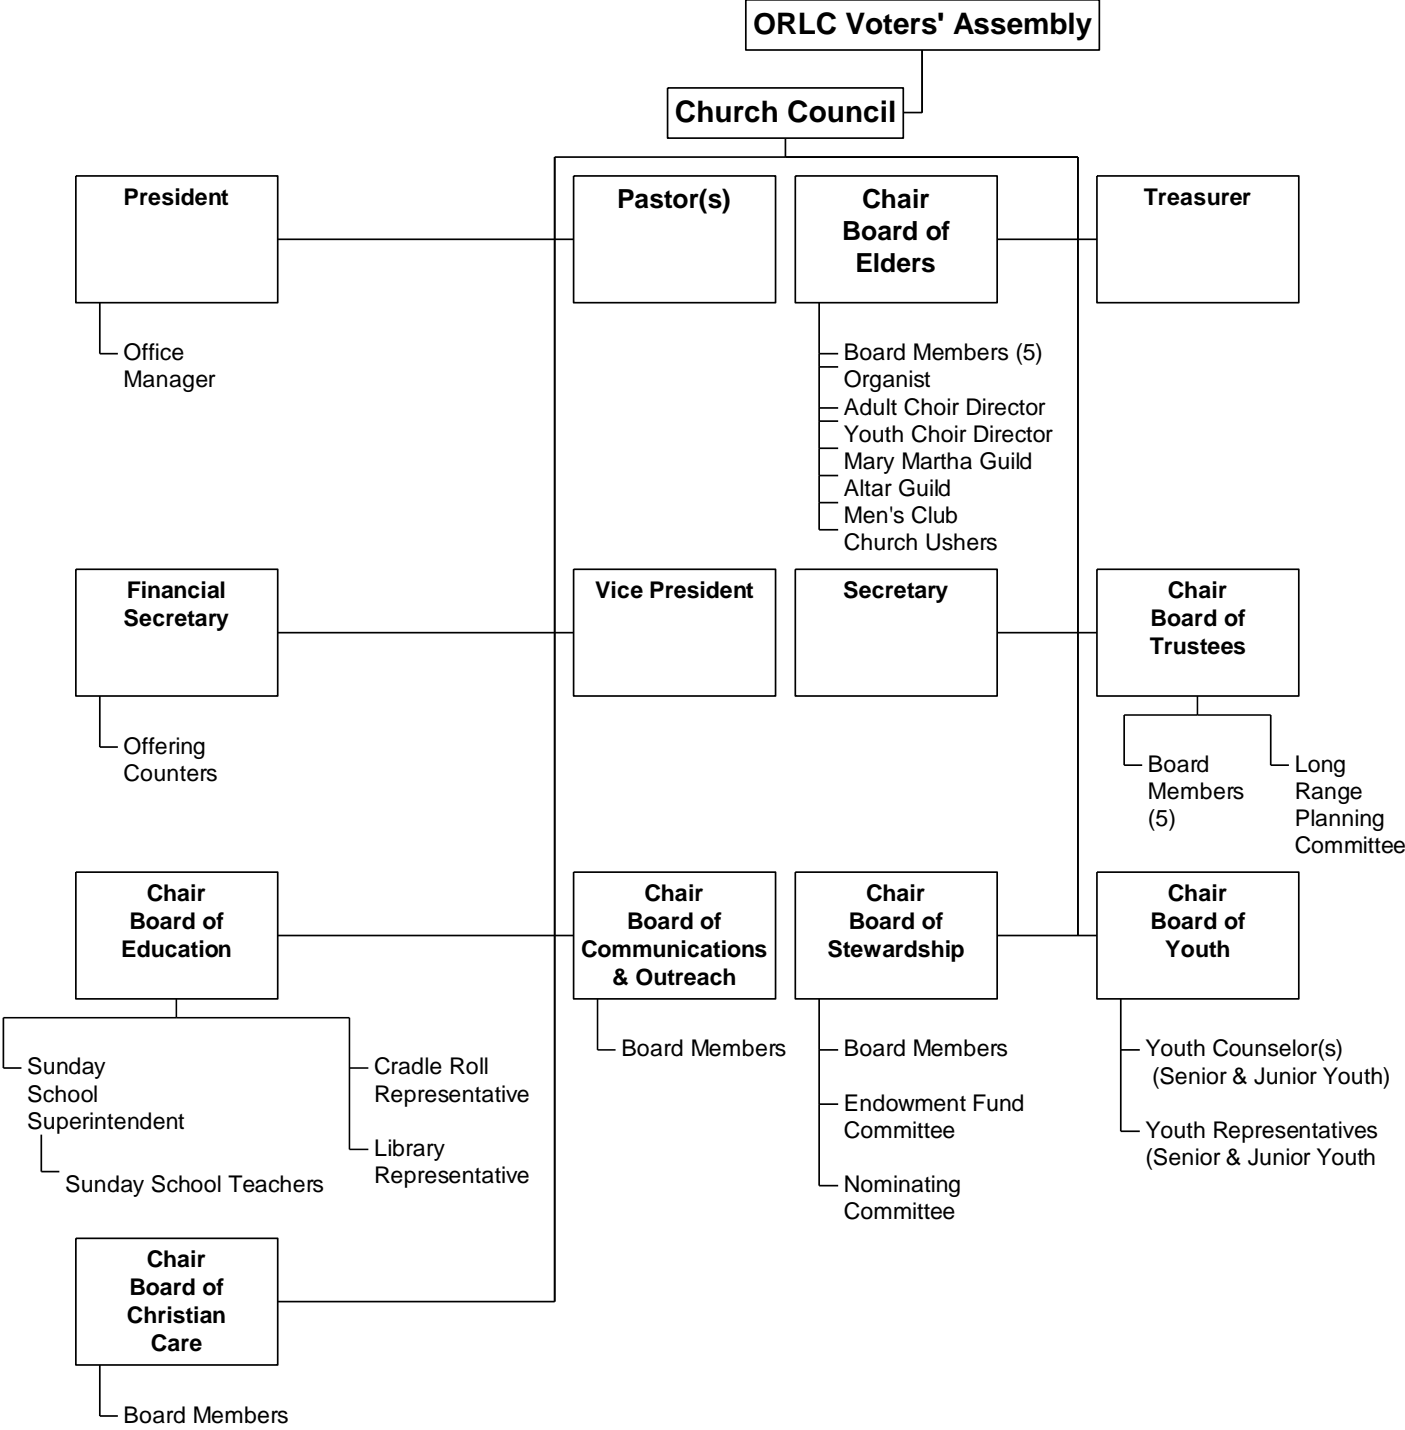 ORLC Voters' Assembly
Church Council
President
Pastor(s)
Chair
Board of
Elders
Treasurer
Office
Manager
Board Members (5)
Organist
Adult Choir Director
Youth Choir Director
Mary Martha Guild
Altar Guild
Men's Club
Church Ushers
Financial
Secretary
Vice President
Secretary
Chair
Board of
Trustees
Offering
Counters
Board
Members
(5)
Long
Range
Planning
Committee
Chair
Board of
Education
Chair
Board of
Communications
& Outreach
Chair
Board of
Stewardship
Chair
Board of
Youth
Sunday
School
Superintendent
Sunday School Teachers
Cradle Roll
Representative
Library
Representative
Board Members
Board Members
Endowment Fund
Committee
Nominating
Committee
Youth Counselor(s)
(Senior & Junior Youth)
Youth Representatives
(Senior & Junior Youth
Chair
Board of
Christian
Care
Board Members